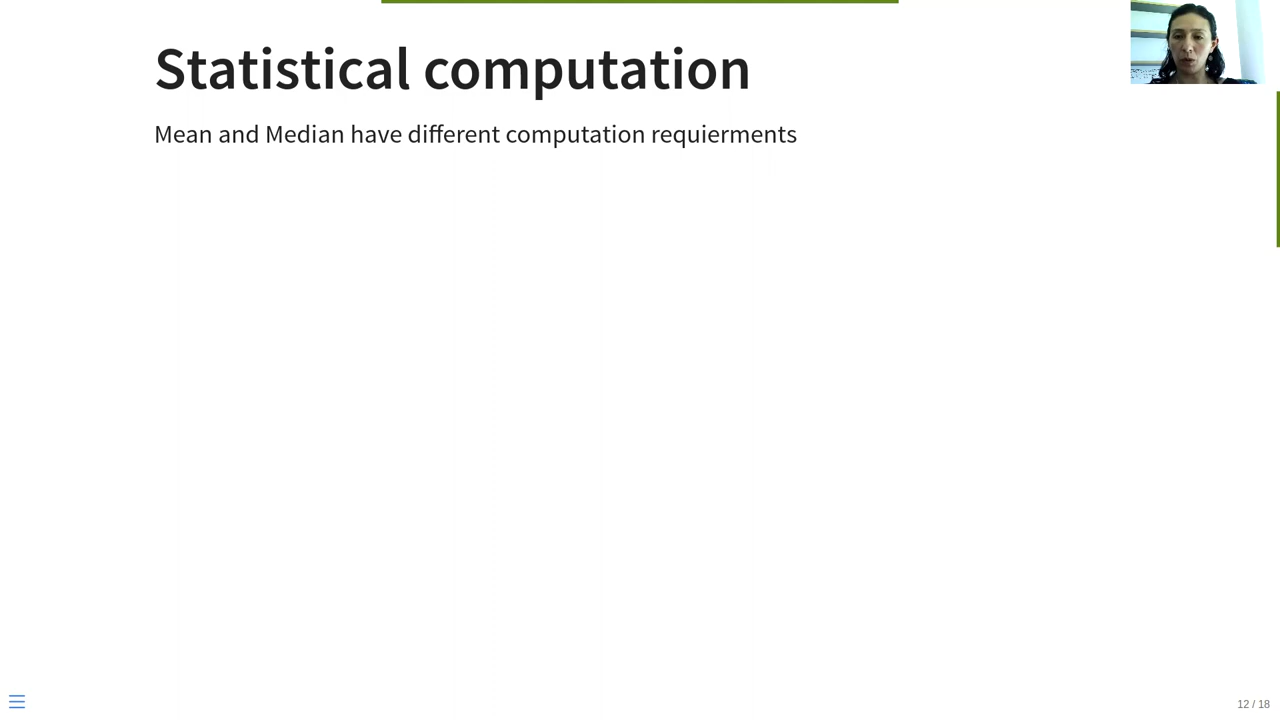 Statistical computation
Mean and Median have different computation requierments
12 / 18